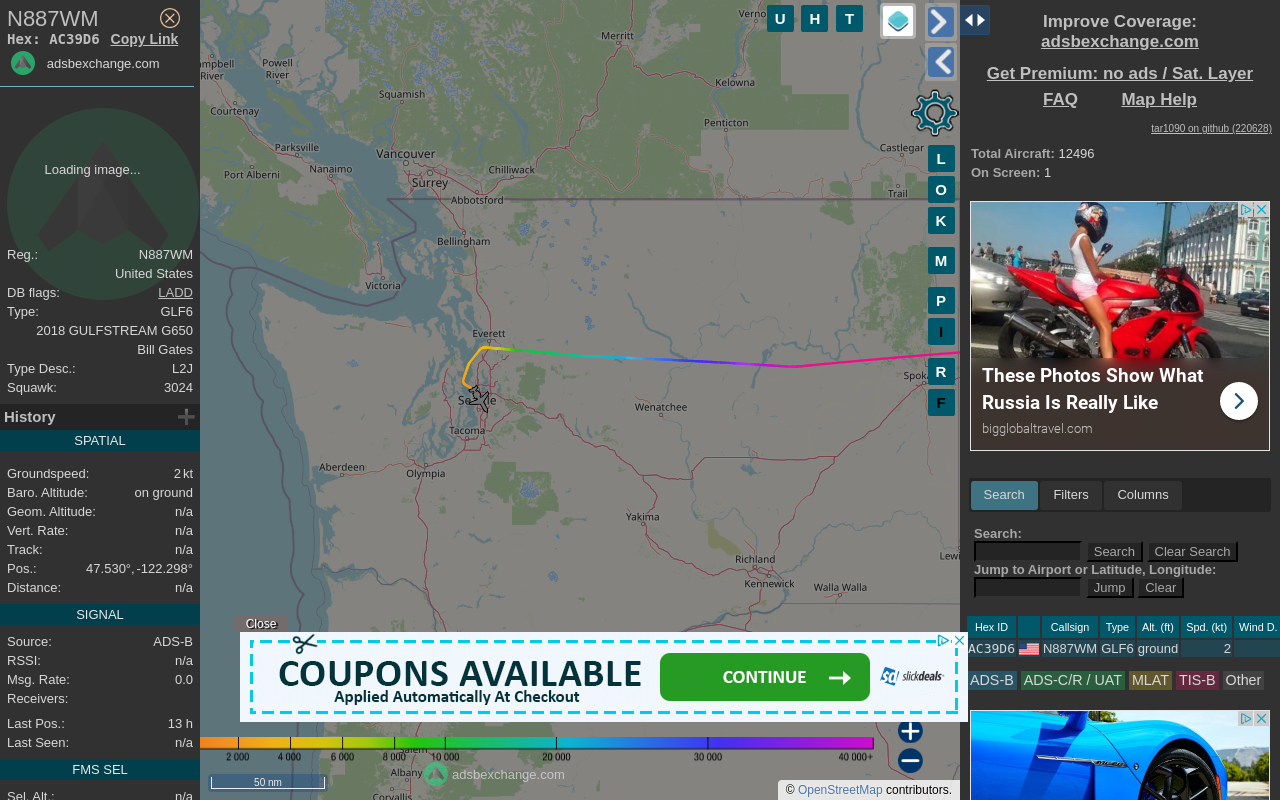 N887WM
Hex: AC39D6 Copy Link
adsbexchange.com
Loading image...
Reg.: N887WM
United States
DB flags: LADD
Type: GLF6
2018 GULFSTREAM G650
Bill Gates
Type Desc.: L2J
Squawk: 3024
History
SPATIAL
Groundspeed: 2 kt
Baro. Altitude: on ground
Geom. Altitude: n/a
Vert. Rate: n/a
Track: n/a
Pos.: 47.530°, -122.298°
Distance: n/a
SIGNAL
Source: ADS-B
RSSI: n/a
Msg. Rate: 0.0
Receivers:
Last Pos.: 13 h
Last Seen: n/a
FMS SEL
Sel. Alt.: n/a
U H T
Merritt
Powell
River
River
Squamish
Kelowna
Courtenay
Penticton
Parksville
Vancouver
Castlegar
Port Alberni
Nanaimo
Chilliwack
Surrey
Abbotsford
Trail
Bellingham
Victoria
Everett
Wenatchee
Tacoma
Aberdeen
Olympia
Yakima
Richland
Kennewick
Walla Walla
Albany
Corvallis
L
O
K
M
P
I
R
F
Close
COUPONS AVAILABLE
Applied Automatically At Checkout
CONTINUE
sd slickdeals
2 000 4 000 6 000 8 000 10 000 20 000 30 000 40 000+
adsbexchange.com
50 nm
© OpenStreetMap contributors.
Improve Coverage:
adsbexchange.com
Get Premium: no ads / Sat. Layer
FAQ Map Help
tar1090 on github (220628)
Total Aircraft: 12496
On Screen: 1
These Photos Show What
Russia Is Really Like
bigglobaltravel.com
Search Filters Columns
Search:
Search Clear Search
Jump to Airport or Latitude, Longitude:
Jump Clear
Hex ID Callsign Type Alt. (ft) Spd. (kt) Wind D.
AC39D6 N887WM GLF6 ground 2
ADS-B ADS-C/R / UAT MLAT TIS-B Other